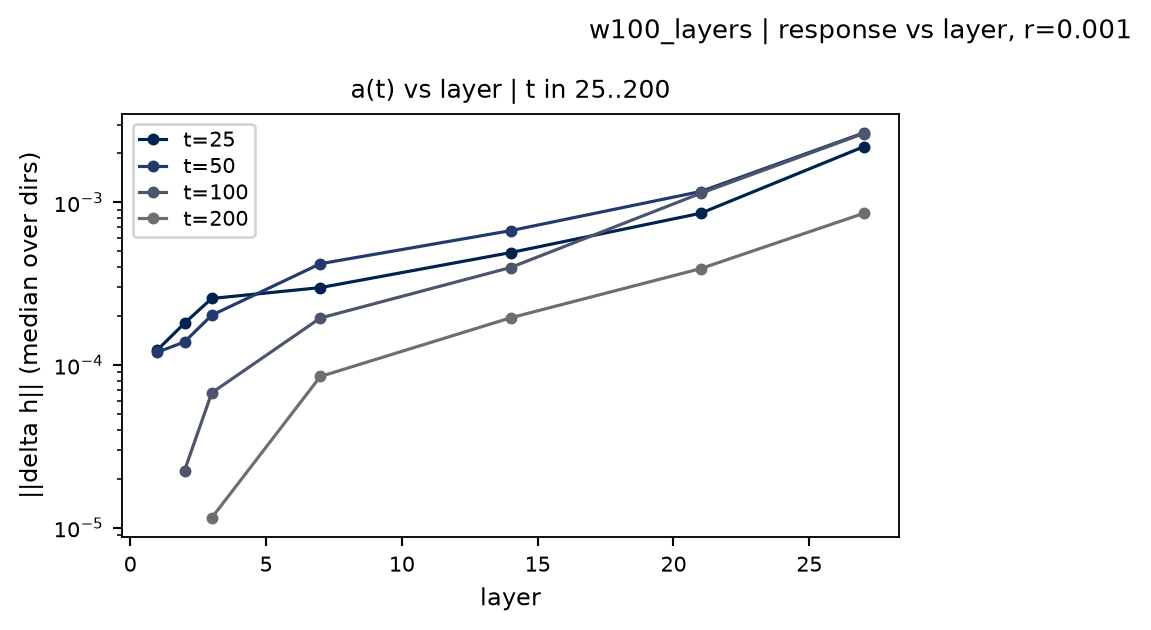 w100_layers | response vs layer, r=0.001
a(t) vs layer | t in 25..200
t=25
t=50
t=100
t=200
||delta h|| (median over dirs)
10⁻³
10⁻⁴
10⁻⁵
0 5 10 15 20 25
layer